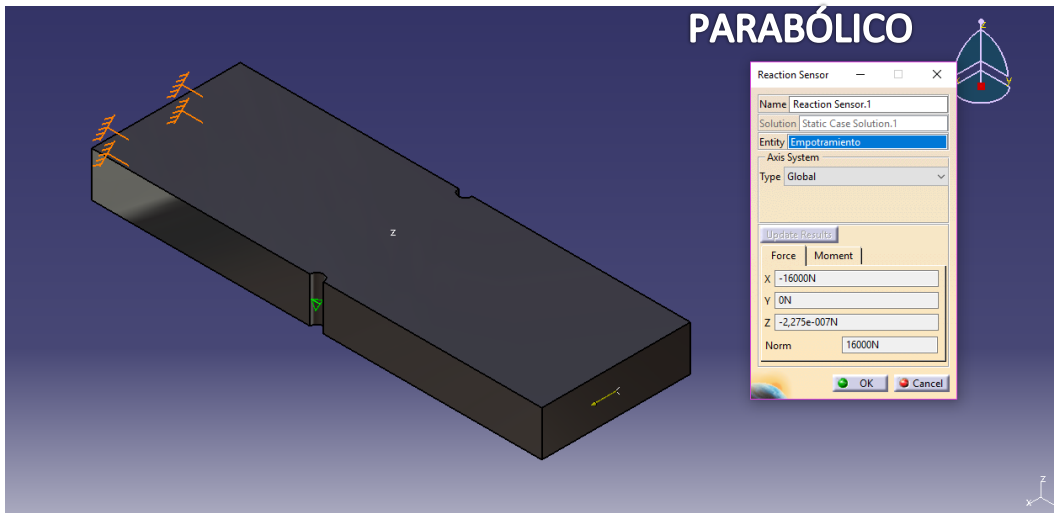 PARABÓLICO
z
y
Reaction Sensor
Name Reaction Sensor.1
Solution Static Case Solution.1
Entity Empotramiento
Axis System
Type Global
z
Update Results
Force Moment
X -16000N
Y 0N
Z -2,275e-007N
Norm 16000N
OK Cancel
z
x